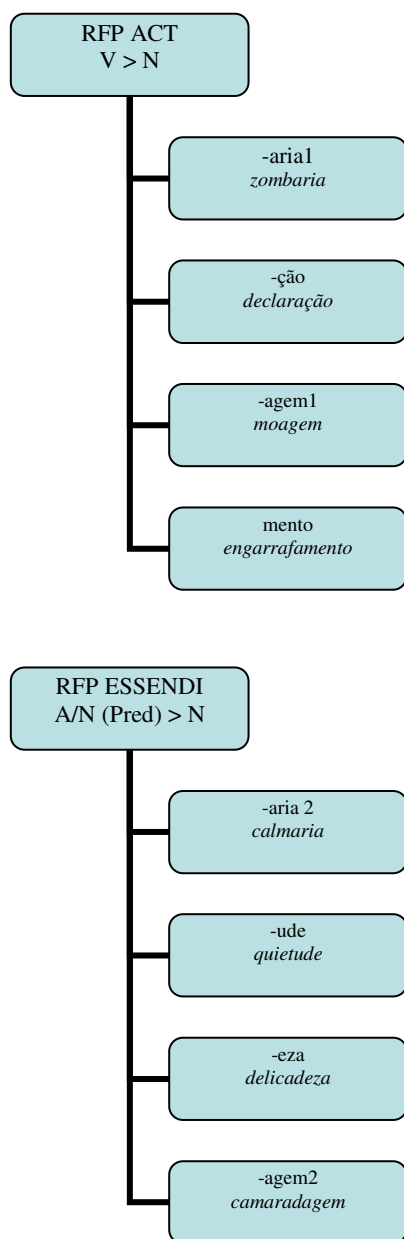 RFP ACT
V > N
-aria1
zombaria
-ção
declaração
-agem1
moagem
mento
engarrafamento
RFP ESSENDI
A/N (Pred) > N
-aria 2
calmaria
-ude
quietude
-eza
delicadeza
-agem2
camaradagem